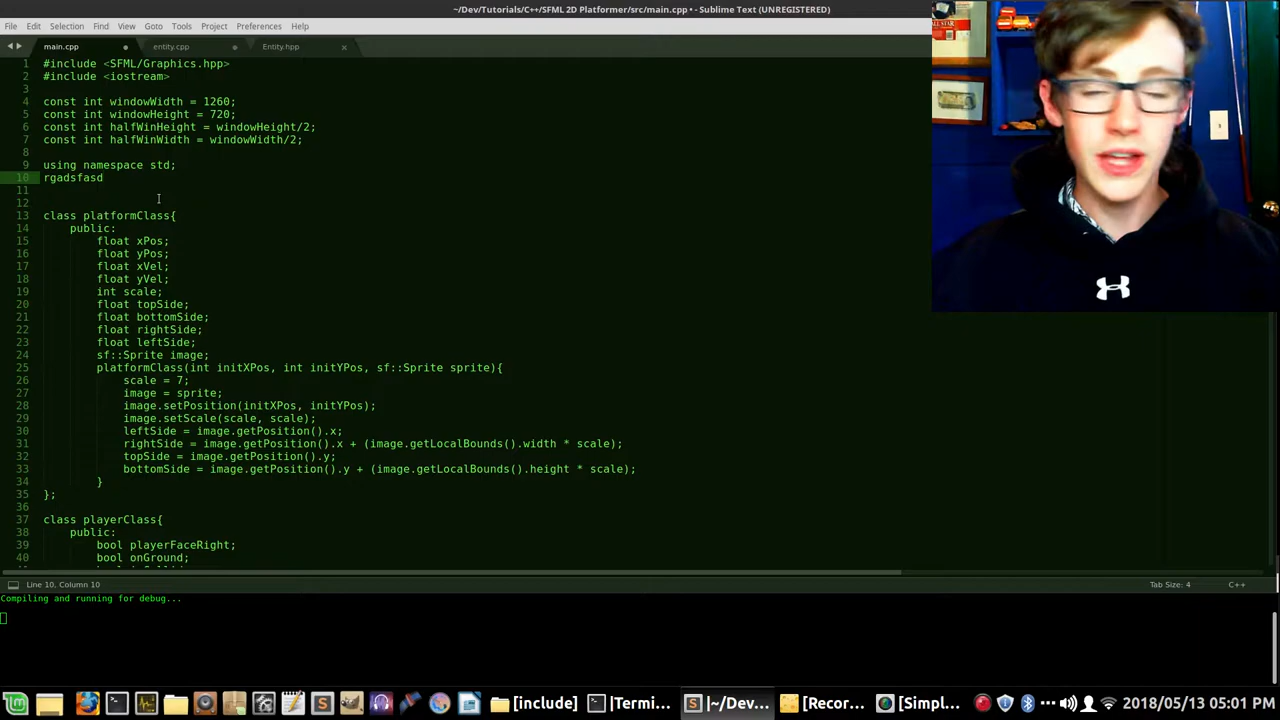 ~/Dev/Tutorials/C++/SFML 2D Platformer/src/main.cpp • - Sublime Text (UNREGISTERED)
File Edit Selection Find View Goto Tools Project Preferences Help
main.cpp entity.cpp Entity.hpp
1 #include <SFML/Graphics.hpp>
2 #include <iostream>
3
4 const int windowWidth = 1260;
5 const int windowHeight = 720;
6 const int halfWinHeight = windowHeight/2;
7 const int halfWinWidth = windowWidth/2;
8
9 using namespace std;
10 rgadsfasd
11
12
13 class platformClass{
14 public:
15 float xPos;
16 float yPos;
17 float xVel;
18 float yVel;
19 int scale;
20 float topSide;
21 float bottomSide;
22 float rightSide;
23 float leftSide;
24 sf::Sprite image;
25 platformClass(int initXPos, int initYPos, sf::Sprite sprite){
26 scale = 7;
27 image = sprite;
28 image.setPosition(initXPos, initYPos);
29 image.setScale(scale, scale);
30 leftSide = image.getPosition().x;
31 rightSide = image.getPosition().x + (image.getLocalBounds().width * scale);
32 topSide = image.getPosition().y;
33 bottomSide = image.getPosition().y + (image.getLocalBounds().height * scale);
34 }
35 };
36
37 class playerClass{
38 public:
39 bool playerFaceRight;
40 bool onGround;
Line 10, Column 10 Tab Size: 4 C++
Compiling and running for debug...
[include] |Termi... |~/Dev... [Recor... [Simpl... 2018/05/13 05:01 PM